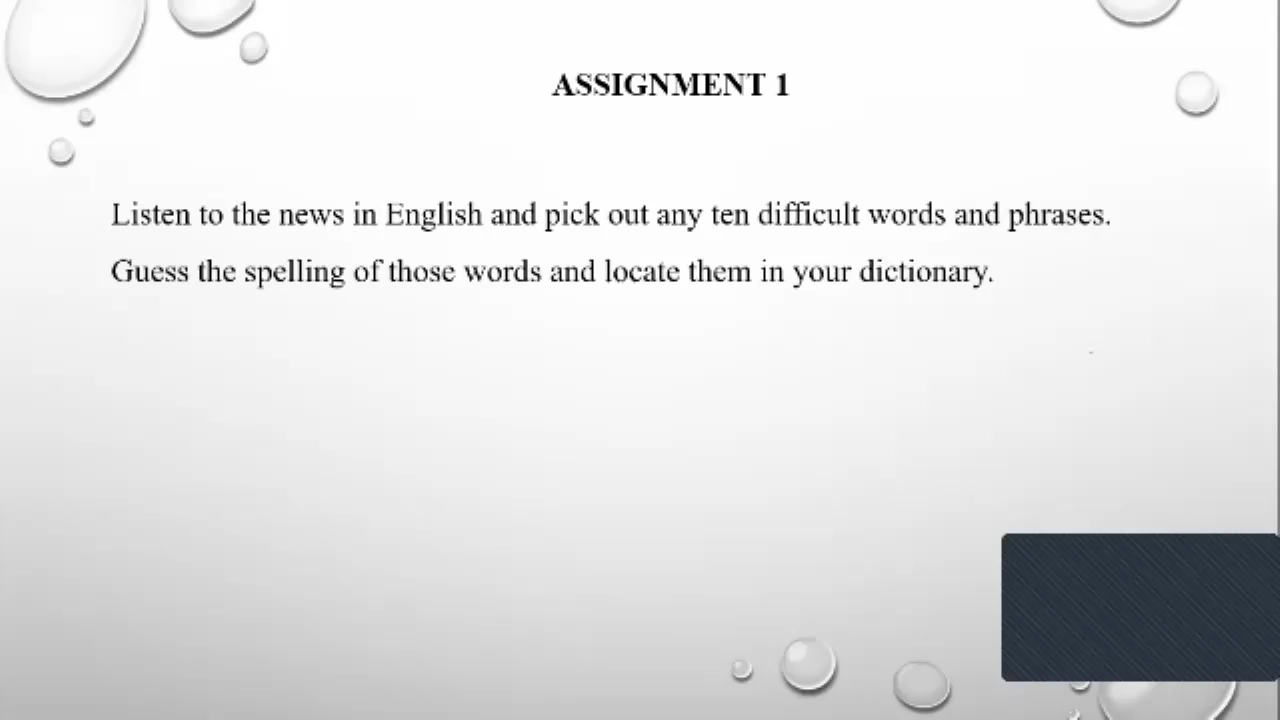 ASSIGNMENT 1
Listen to the news in English and pick out any ten difficult words and phrases.
Guess the spelling of those words and locate them in your dictionary.